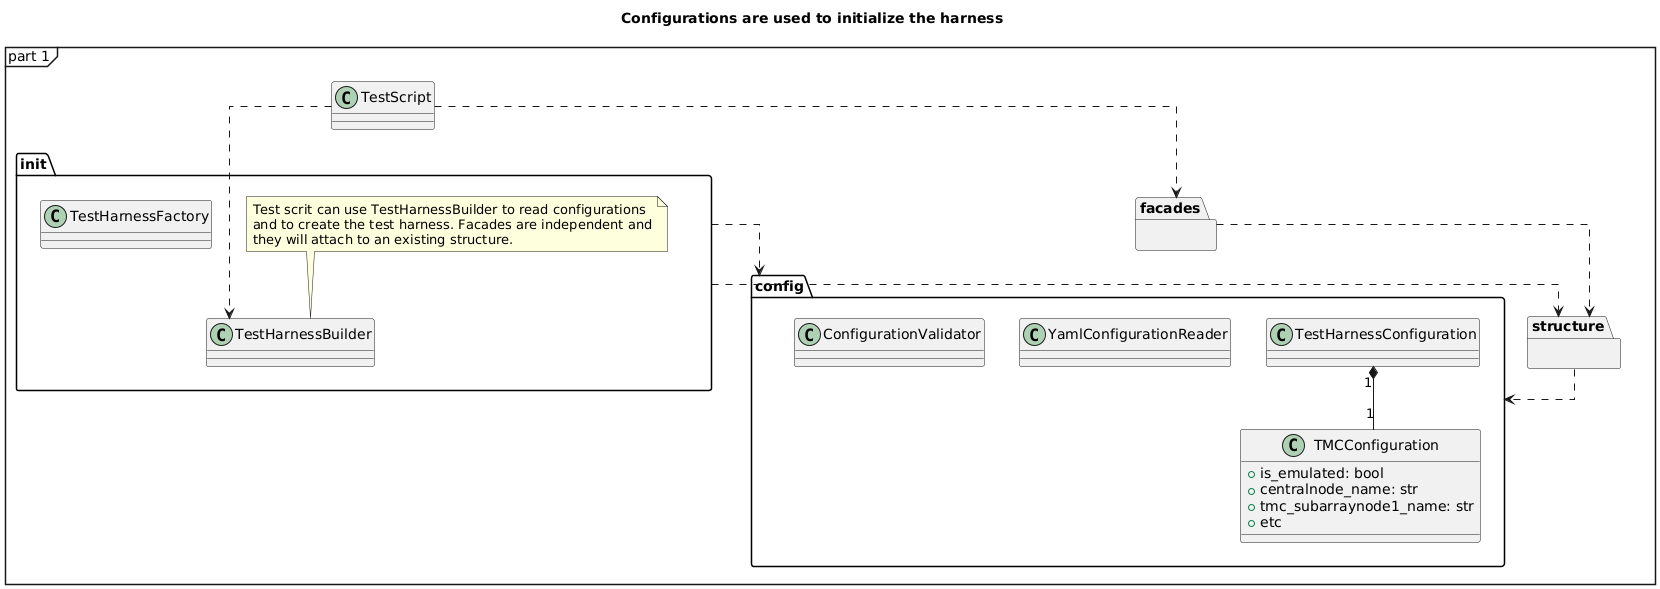 Configurations are used to initialize the harness
part 1
C TestScript
init
C TestHarnessFactory
Test scrit can use TestHarnessBuilder to read configurations
and to create the test harness. Facades are independent and
they will attach to an existing structure.
facades
config
C TestHarnessBuilder
C ConfigurationValidator
C YamlConfigurationReader
C TestHarnessConfiguration
structure
1
1
C TMCConfiguration
is_emulated: bool
centralnode_name: str
tmc_subarraynode1_name: str
etc